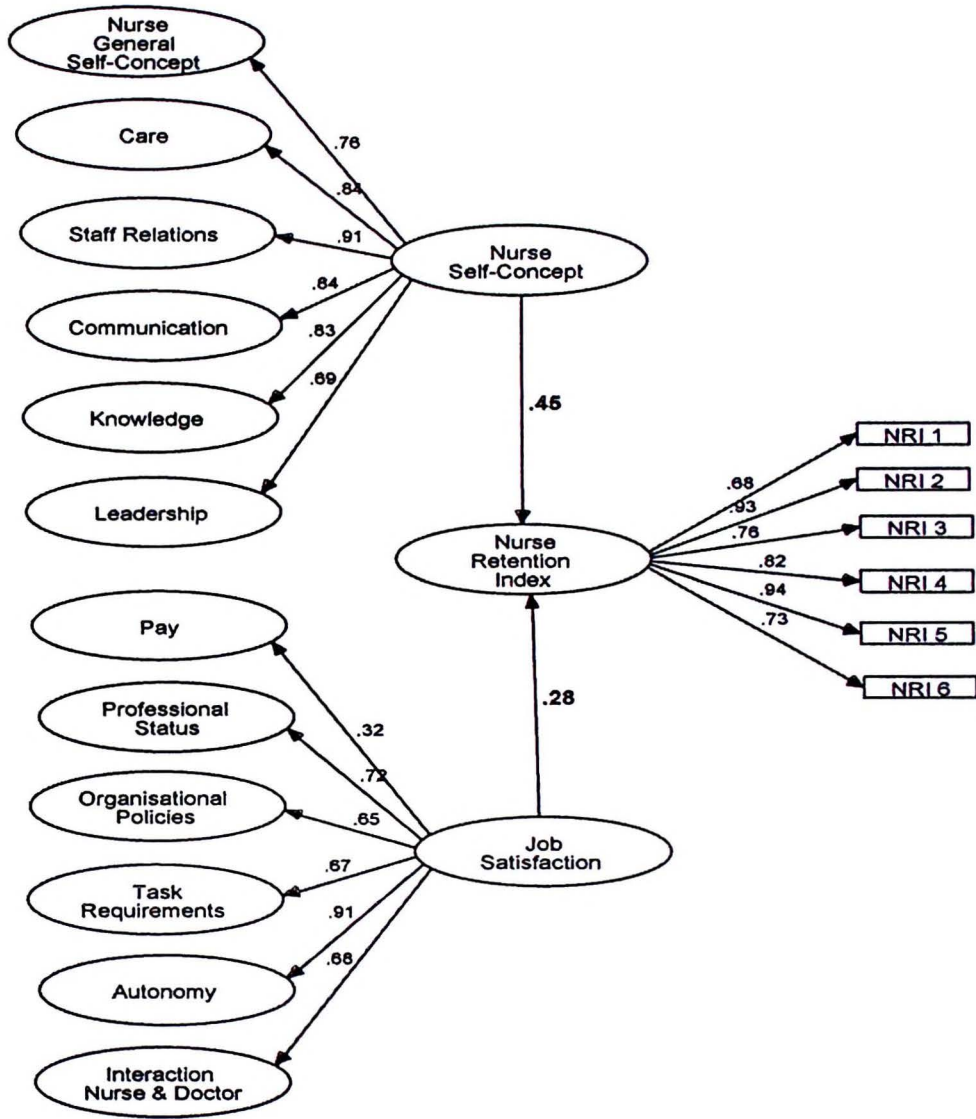 Nurse
General
Self-Concept
Care
Staff Relations
Communication
Knowledge
Leadership
.76
.84
.91
.84
.83
.69
Nurse
Self-Concept
.45
Nurse
Retention
Index
.68
.93
.76
.82
.94
.73
NRI 1
NRI 2
NRI 3
NRI 4
NRI 5
NRI 6
Pay
Professional
Status
Organisational
Policies
Task
Requirements
Autonomy
Interaction
Nurse & Doctor
.32
.72
.65
.67
.91
.68
.28
Job
Satisfaction